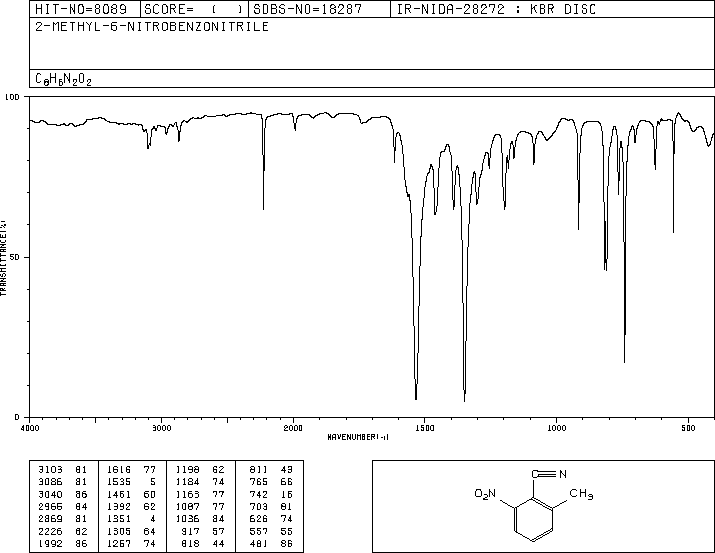 HIT-NO=8089 SCORE= ( ) SDBS-NO=18287 IR-NIDA-28272 : KBR DISC
2-METHYL-6-NITROBENZONITRILE
C8H6N2O2
100
TRANSMITTANCE(%)
50
0
4000 3000 2000 1500 1000 500
WAVENUMBER(-1)
3103 81 1616 77 1198 62 811 43
3086 81 1535 5 1184 74 765 66
3040 86 1461 60 1163 77 742 16
2966 84 1392 62 1087 77 703 81
2869 81 1351 4 1036 84 626 74
2226 62 1305 64 917 57 557 55
1992 86 1257 74 818 44 481 86
C≡N
O2N
CH3